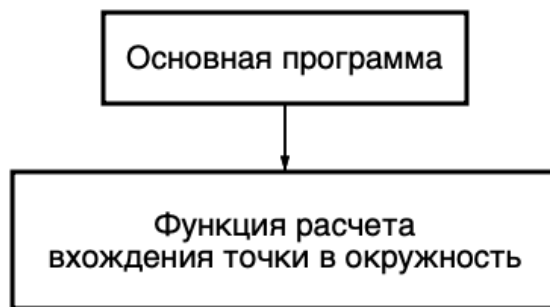 Основная программа
Функция расчета
вхождения точки в окружность